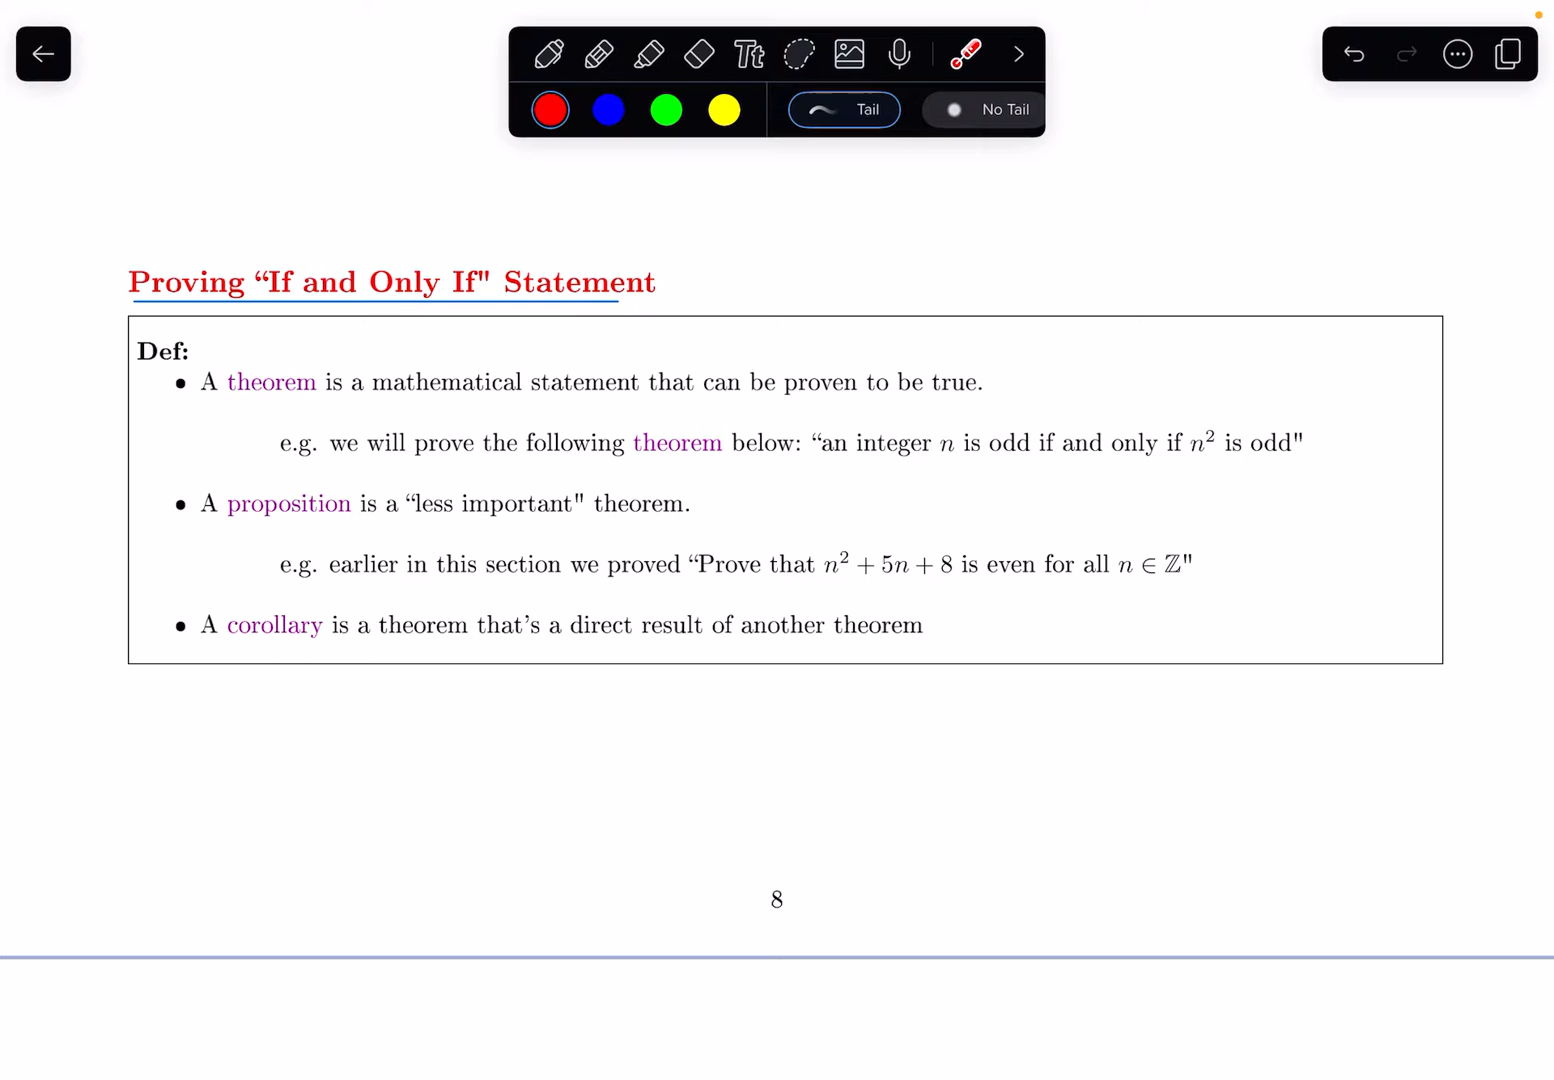 Tt
Tail
No Tail
Proving “If and Only If" Statement
Def:
• A theorem is a mathematical statement that can be proven to be true.
e.g. we will prove the following theorem below: “an integer n is odd if and only if n² is odd"
• A proposition is a “less important" theorem.
e.g. earlier in this section we proved “Prove that n² + 5n + 8 is even for all n ∈ ℤ"
• A corollary is a theorem that's a direct result of another theorem
8